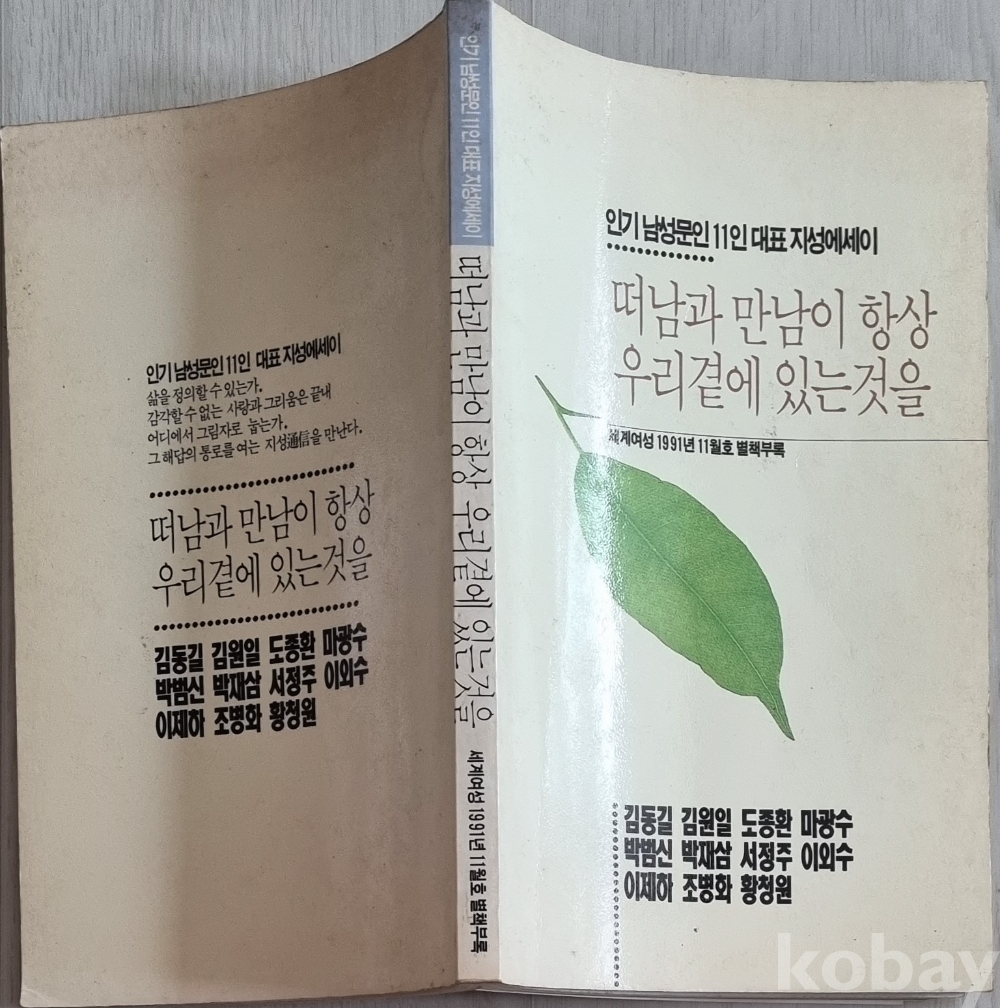 인기 남성문인 11인 대표 지성에세이
삶을 정의할 수 있는가.
감각할 수 없는 사랑과 그리움은 끝내
어디에서 그림자로 눕는가.
그 해답의 통로를 여는 지성通信을 만난다.
떠남과 만남이 항상
우리곁에 있는것을
김동길 김원일 도종환 마광수
박범신 박재삼 서정주 이외수
이제하 조병화 황청원
인기 남성문인 11인 대표 지성에세이
떠남과 만남이 항상 우리곁에 있는것을
세계여성 1991년 11월호 별책부록
인기 남성문인 11인 대표 지성에세이
떠남과 만남이 항상
우리곁에 있는것을
세계여성 1991년 11월호 별책부록
김동길 김원일 도종환 마광수
박범신 박재삼 서정주 이외수
이제하 조병화 황청원
kobay